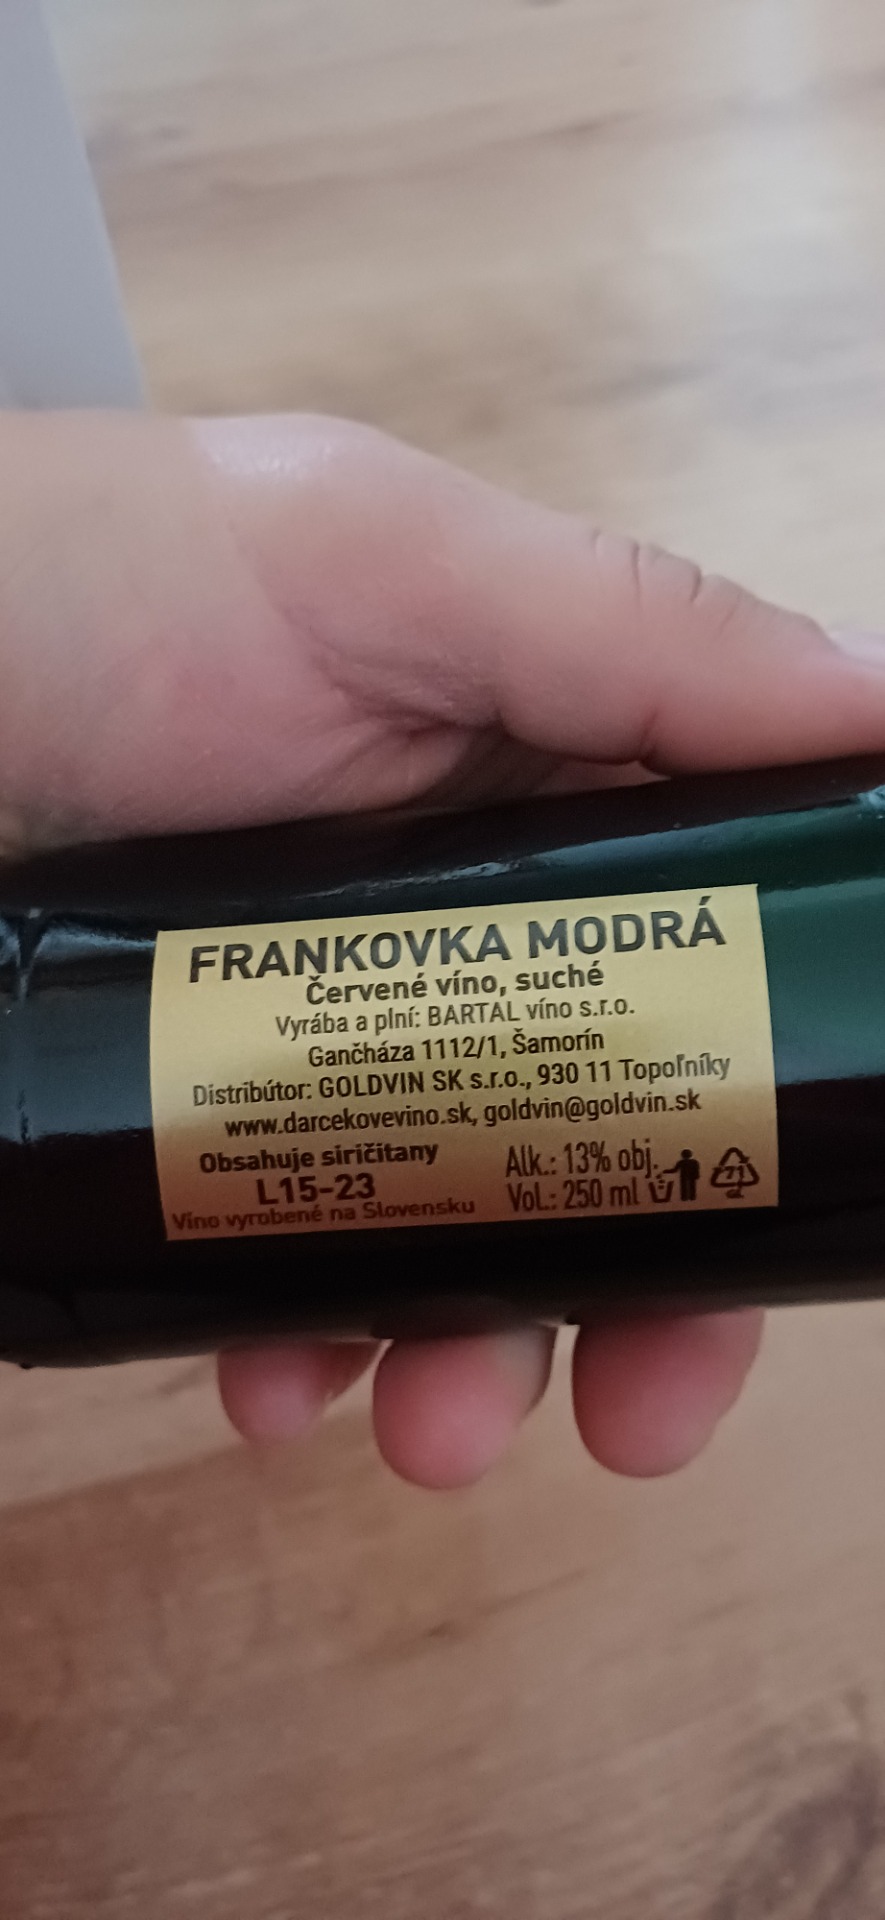 FRANKOVKA MODRÁ
Červené víno, suché
Vyrába a plní: BARTAL víno s.r.o.
Gančháza 1112/1, Šamorín
Distribútor: GOLDVIN SK s.r.o., 930 11 Topoľníky
www.darcekovevino.sk, goldvin@goldvin.sk
Obsahuje siričitany
L15-23
Víno vyrobené na Slovensku
Alk.: 13% obj.
Vol.: 250 ml
71